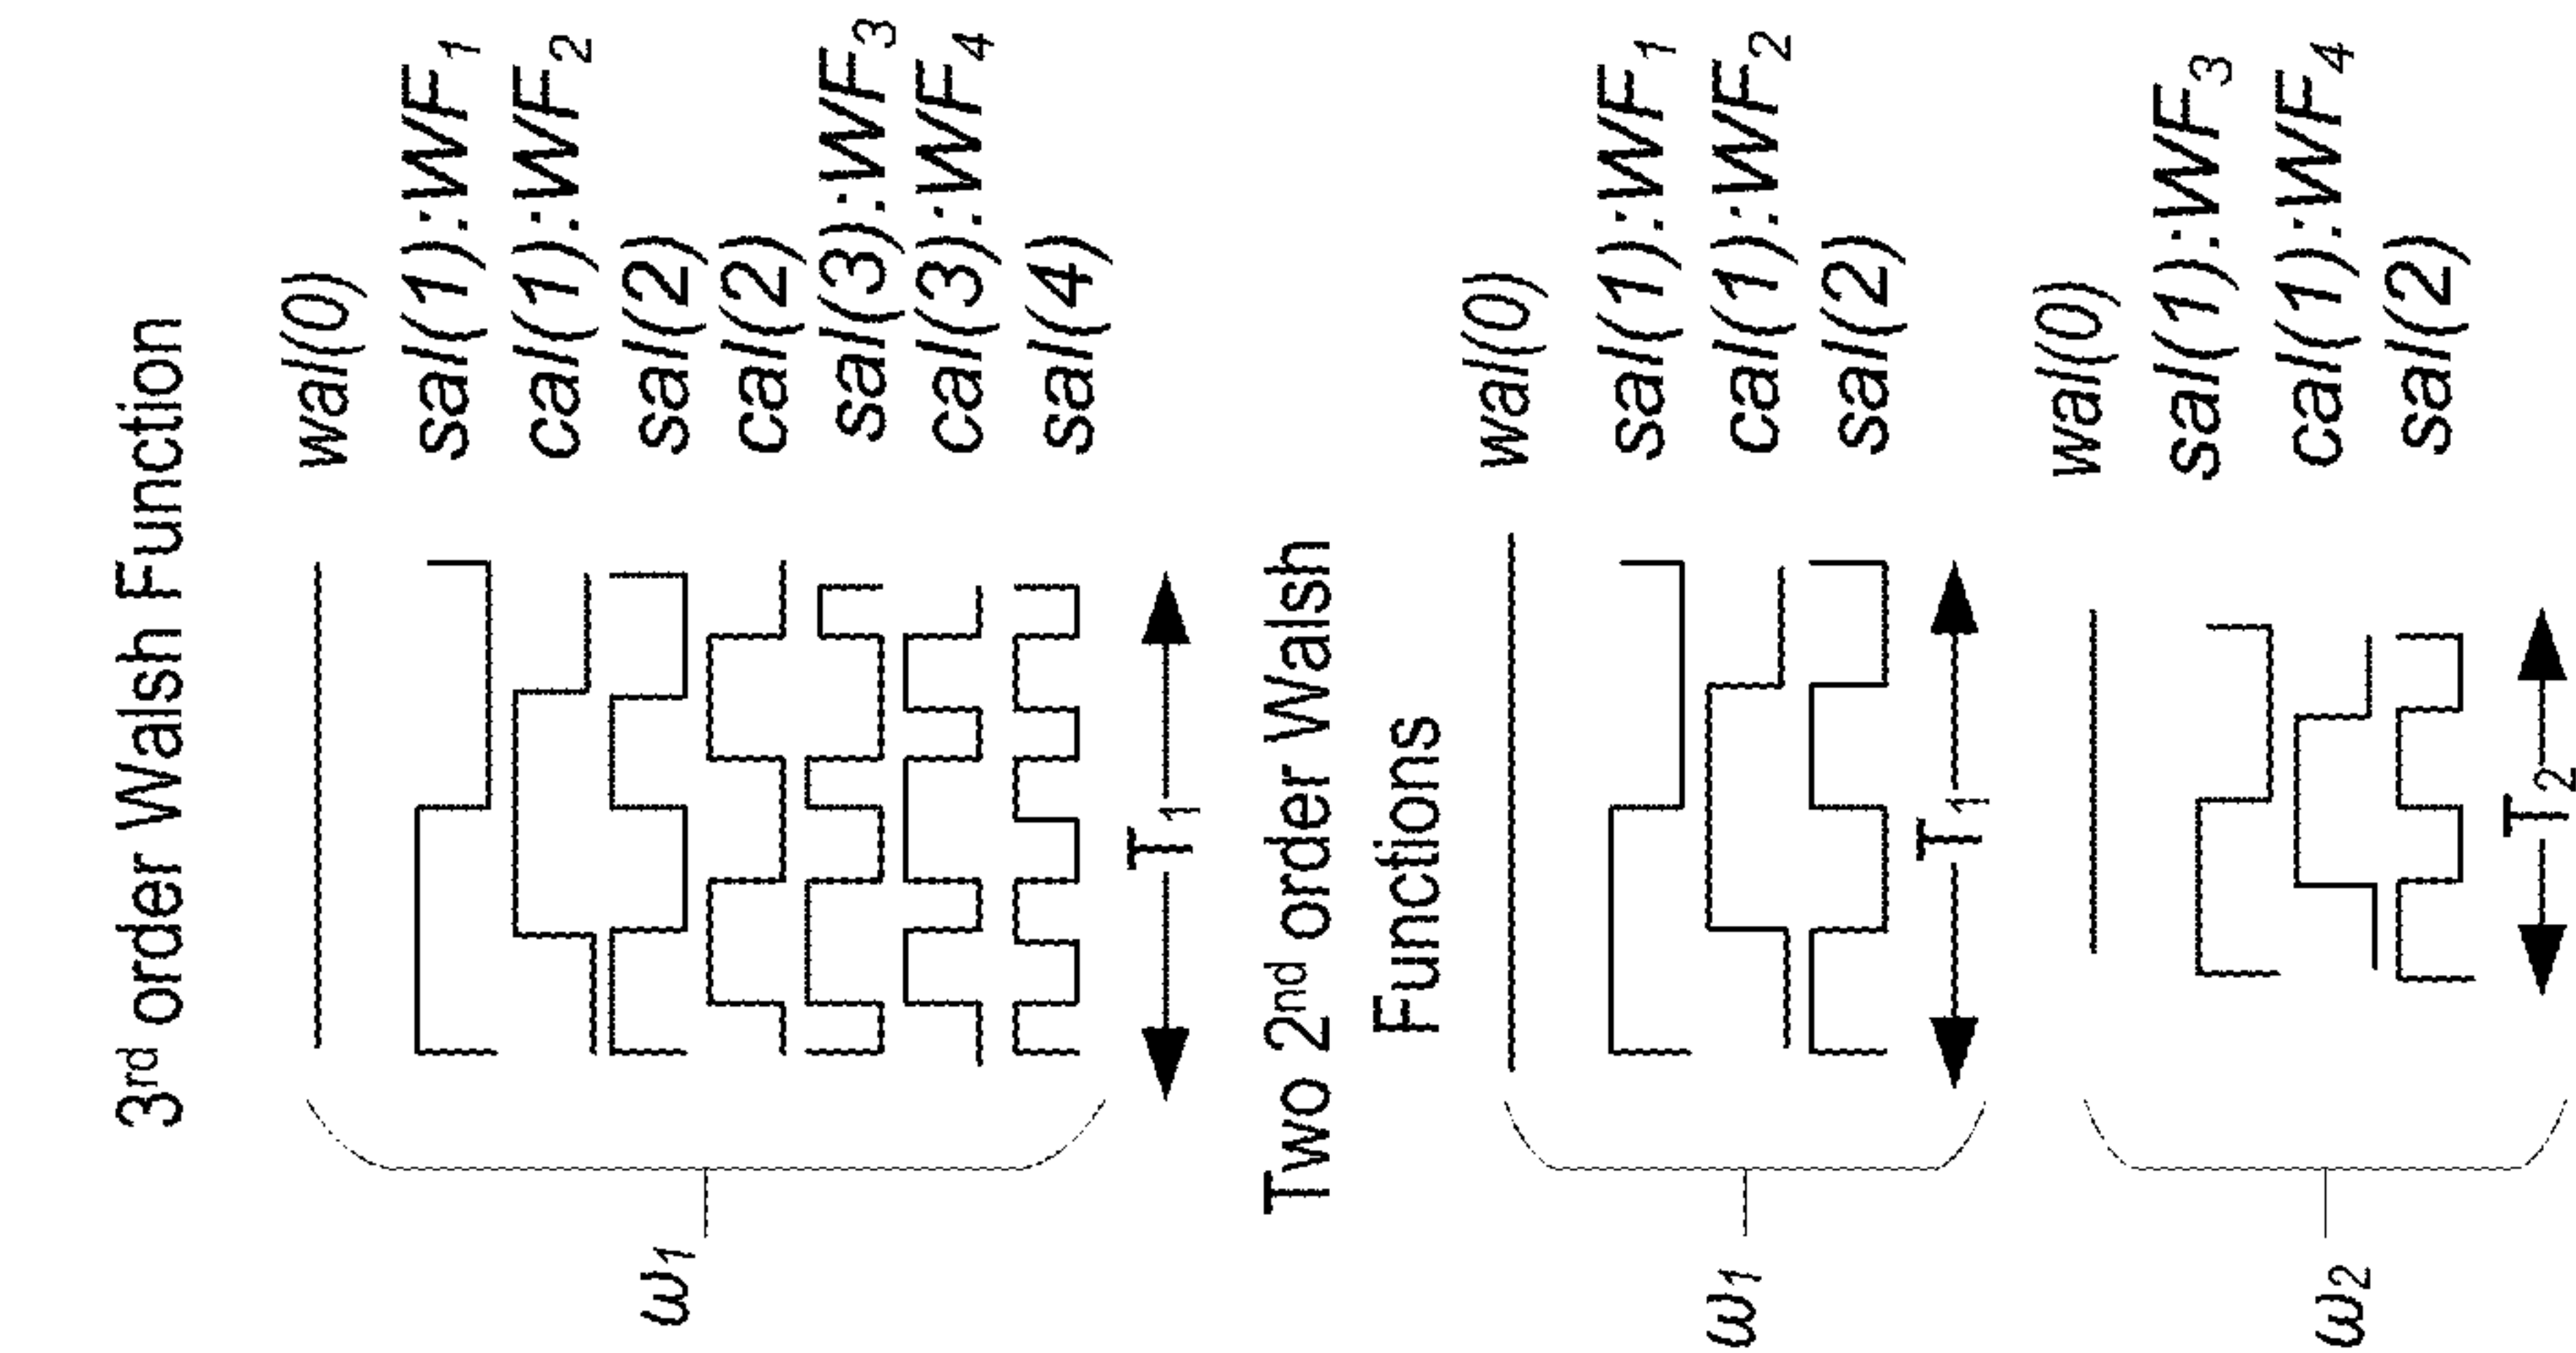 3rd order Walsh Function
wal(0)
sal(1):WF1
cal(1):WF2
sal(2)
cal(2)
sal(3):WF3
cal(3):WF4
sal(4)
T1
ω1
Two 2nd order Walsh
Functions
wal(0)
sal(1):WF1
cal(1):WF2
sal(2)
T1
ω1
wal(0)
sal(1):WF3
cal(1):WF4
sal(2)
T2
ω2